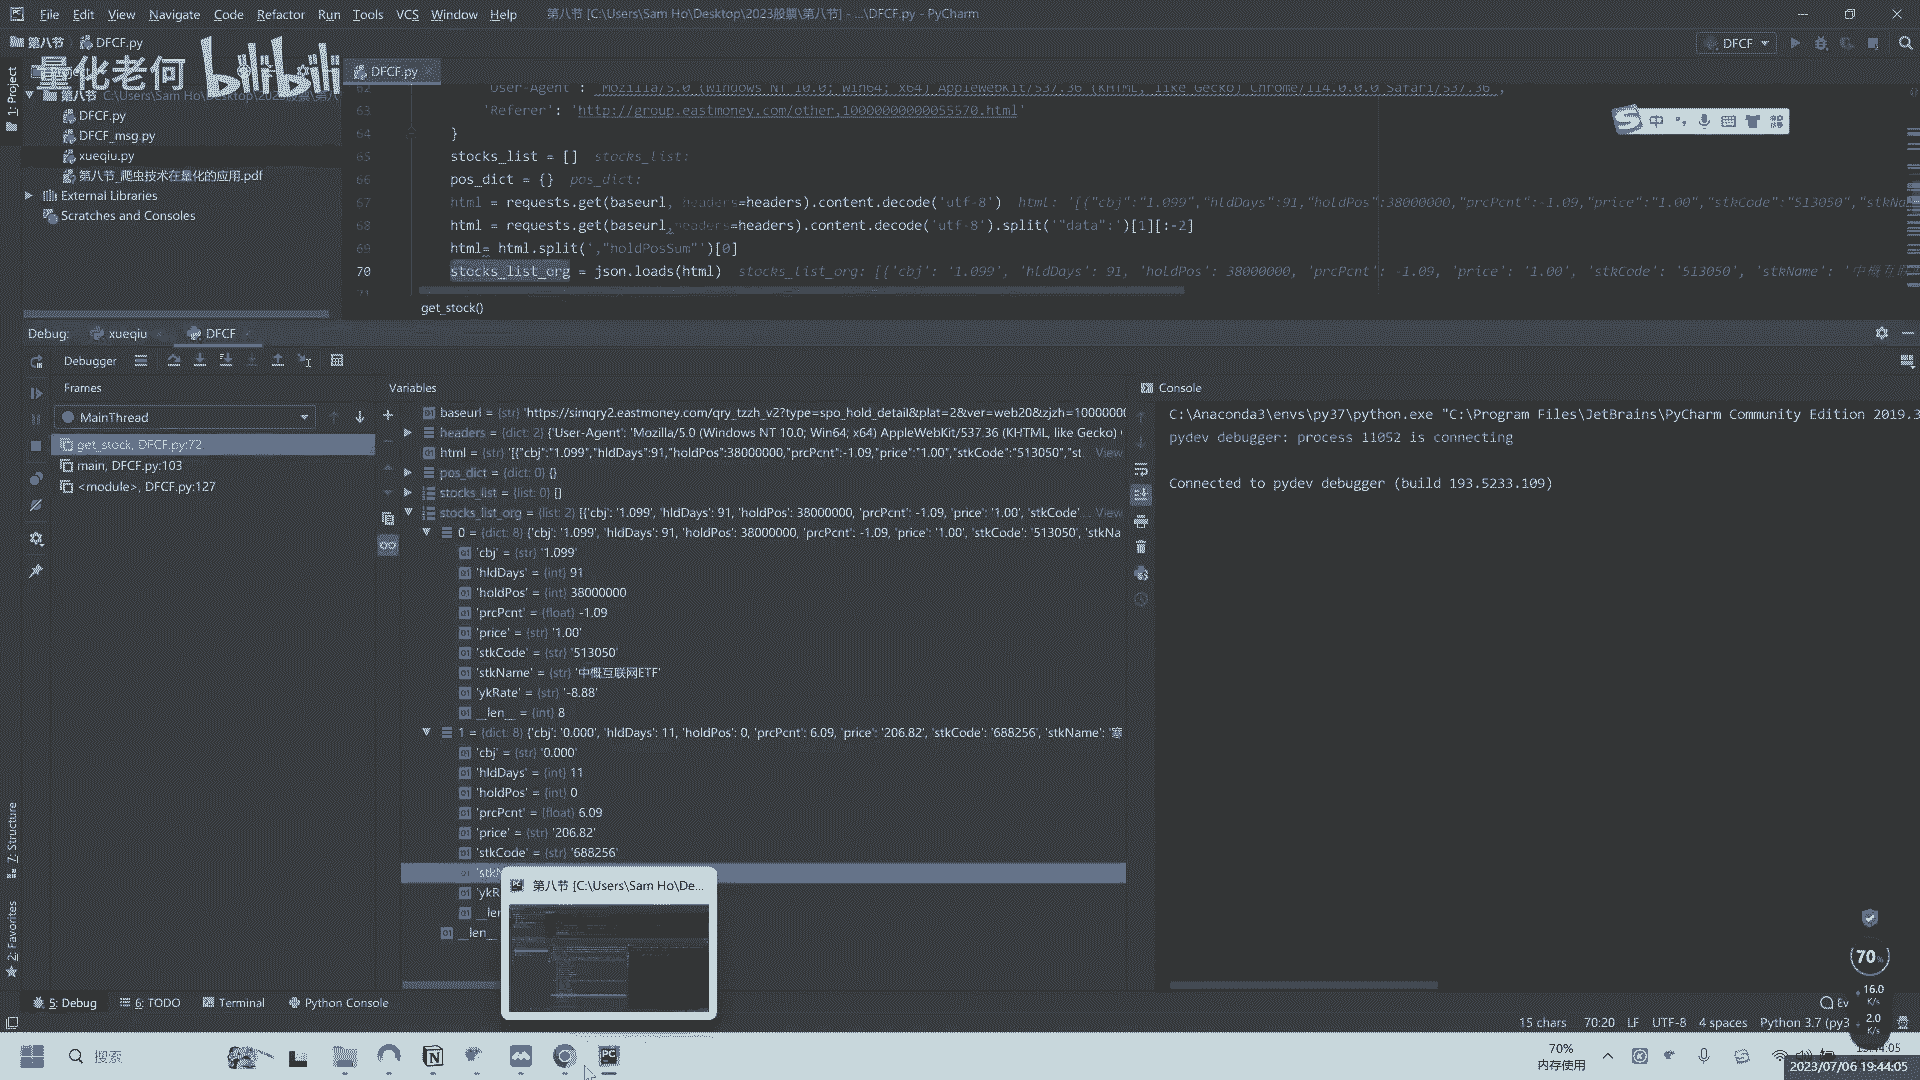 File Edit View Navigate Code Refactor Run Tools VCS Window Help 第八节 [C:\Users\Sam Ho\Desktop\2023股票\第八节] - ...\DFCF.py - PyCharm
第八节 DFCF.py
DFCF
量化老何 bilibili
DFCF.py
1: Project
第八节 C:\Users\Sam Ho\Desktop\2023股票\第八
DFCF.py
DFCF_msg.py
xueqiu.py
第八节_爬虫技术在量化的应用.pdf
External Libraries
Scratches and Consoles
62 'User-Agent': 'Mozilla/5.0 (Windows NT 10.0; Win64; x64) AppleWebKit/537.36 (KHTML, like Gecko) Chrome/114.0.0.0 Safari/537.36',
63 'Referer': 'http://group.eastmoney.com/other,10000000000055570.html'
64 }
65 stocks_list = [] stocks_list:
66 pos_dict = {} pos_dict:
67 html = requests.get(baseurl, headers=headers).content.decode('utf-8') html: '[{"cbj":"1.099","hldDays":91,"holdPos":38000000,"prcPcnt":-1.09,"price":"1.00","stkCode":"513050","stkNa
68 html = requests.get(baseurl,headers=headers).content.decode('utf-8').split('"data":')[1][:-2]
69 html= html.split(',"holdPosSum"')[0]
70 stocks_list_org = json.loads(html) stocks_list_org: [{'cbj': '1.099', 'hldDays': 91, 'holdPos': 38000000, 'prcPcnt': -1.09, 'price': '1.00', 'stkCode': '513050', 'stkName': '中概互联
71
get_stock()
中
Debug: xueqiu DFCF
Debugger
Frames
MainThread
get_stock, DFCF.py:72
main, DFCF.py:103
<module>, DFCF.py:127
Variables
baseurl = {str} 'https://simqry2.eastmoney.com/qry_tzzh_v2?type=spo_hold_detail&plat=2&ver=web20&zjzh=10000000
headers = {dict: 2} {'User-Agent': 'Mozilla/5.0 (Windows NT 10.0; Win64; x64) AppleWebKit/537.36 (KHTML, like Gecko)
html = {str} '[{"cbj":"1.099","hldDays":91,"holdPos":38000000,"prcPcnt":-1.09,"price":"1.00","stkCode":"513050","st... View
pos_dict = {dict: 0} {}
stocks_list = {list: 0} []
stocks_list_org = {list: 2} [{'cbj': '1.099', 'hldDays': 91, 'holdPos': 38000000, 'prcPcnt': -1.09, 'price': '1.00', 'stkCode'... View
0 = {dict: 8} {'cbj': '1.099', 'hldDays': 91, 'holdPos': 38000000, 'prcPcnt': -1.09, 'price': '1.00', 'stkCode': '513050', 'stkNa
'cbj' = {str} '1.099'
'hldDays' = {int} 91
'holdPos' = {int} 38000000
'prcPcnt' = {float} -1.09
'price' = {str} '1.00'
'stkCode' = {str} '513050'
'stkName' = {str} '中概互联网ETF'
'ykRate' = {str} '-8.88'
__len__ = {int} 8
1 = {dict: 8} {'cbj': '0.000', 'hldDays': 11, 'holdPos': 0, 'prcPcnt': 6.09, 'price': '206.82', 'stkCode': '688256', 'stkName': '寒
'cbj' = {str} '0.000'
'hldDays' = {int} 11
'holdPos' = {int} 0
'prcPcnt' = {float} 6.09
'price' = {str} '206.82'
'stkCode' = {str} '688256'
'stkN
'ykR
__len
__len__
第八节 [C:\Users\Sam Ho\De...
Console
C:\Anaconda3\envs\py37\python.exe "C:\Program Files\JetBrains\PyCharm Community Edition 2019.3
pydev debugger: process 11052 is connecting
Connected to pydev debugger (build 193.5233.109)
7: Structure
2: Favorites
70%
16.0 K/s
2.0 K/s
5: Debug 6: TODO Terminal Python Console Ev
15 chars 70:20 LF UTF-8 4 spaces Python 3.7 (py3
搜索
70%
内存使用
2023/07/06 19:44:05